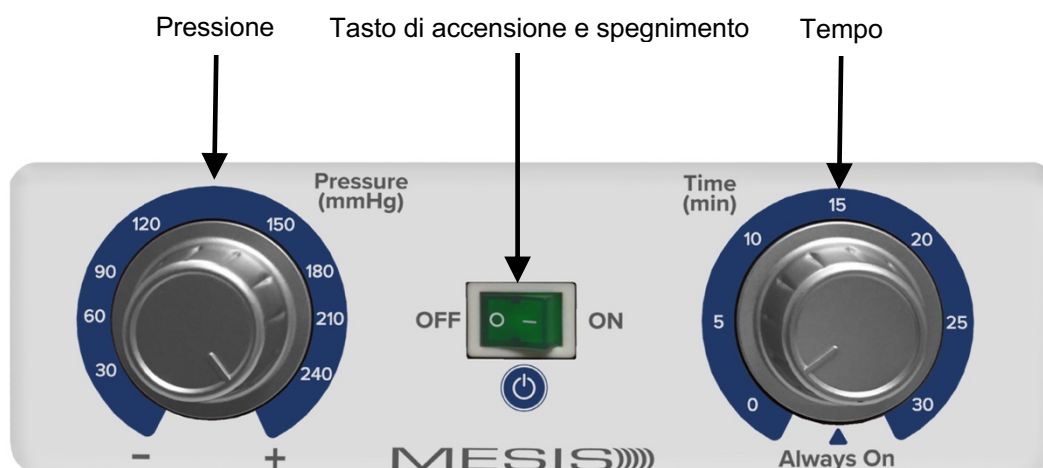 Pressione
Tasto di accensione e spegnimento
Tempo
Pressure
(mmHg)
30
60
90
120
150
180
210
240
-
+
OFF
O
–
ON
Time
(min)
0
5
10
15
20
25
30
Always On
MESIS